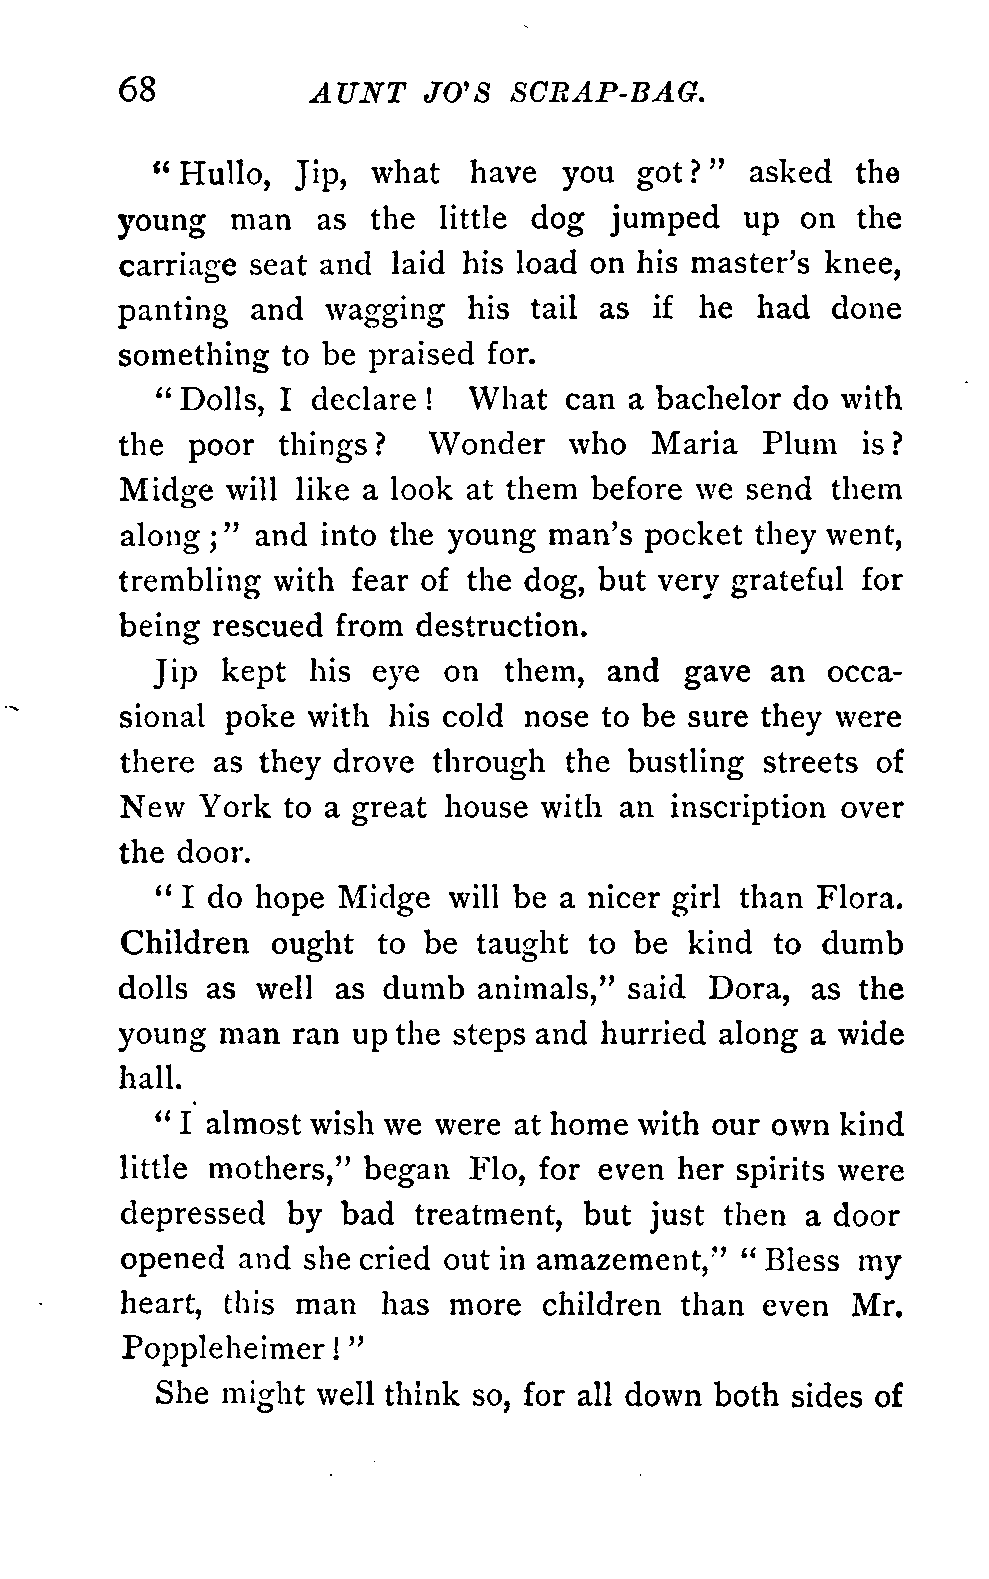 68 AUNT JO'S SCRAP-BAG.
"Hullo, Jip, what have you got?" asked the
young man as the little dog jumped up on the
carriage seat and laid his load on his master's knee,
panting and wagging his tail as if he had done
something to be praised for.
"Dolls, I declare! What can a bachelor do with
the poor things? Wonder who Maria Plum is?
Midge will like a look at them before we send them
along;" and into the young man's pocket they went,
trembling with fear of the dog, but very grateful for
being rescued from destruction.
Jip kept his eye on them, and gave an occa-
sional poke with his cold nose to be sure they were
there as they drove through the bustling streets of
New York to a great house with an inscription over
the door.
"I do hope Midge will be a nicer girl than Flora.
Children ought to be taught to be kind to dumb
dolls as well as dumb animals," said Dora, as the
young man ran up the steps and hurried along a wide
hall.
"I almost wish we were at home with our own kind
little mothers," began Flo, for even her spirits were
depressed by bad treatment, but just then a door
opened and she cried out in amazement," "Bless my
heart, this man has more children than even Mr.
Poppleheimer!"
She might well think so, for all down both sides of